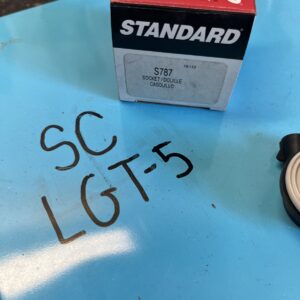 STANDARD
S787
SOCKET/DOUILLE
CASQUILLO
SC
LGT-5